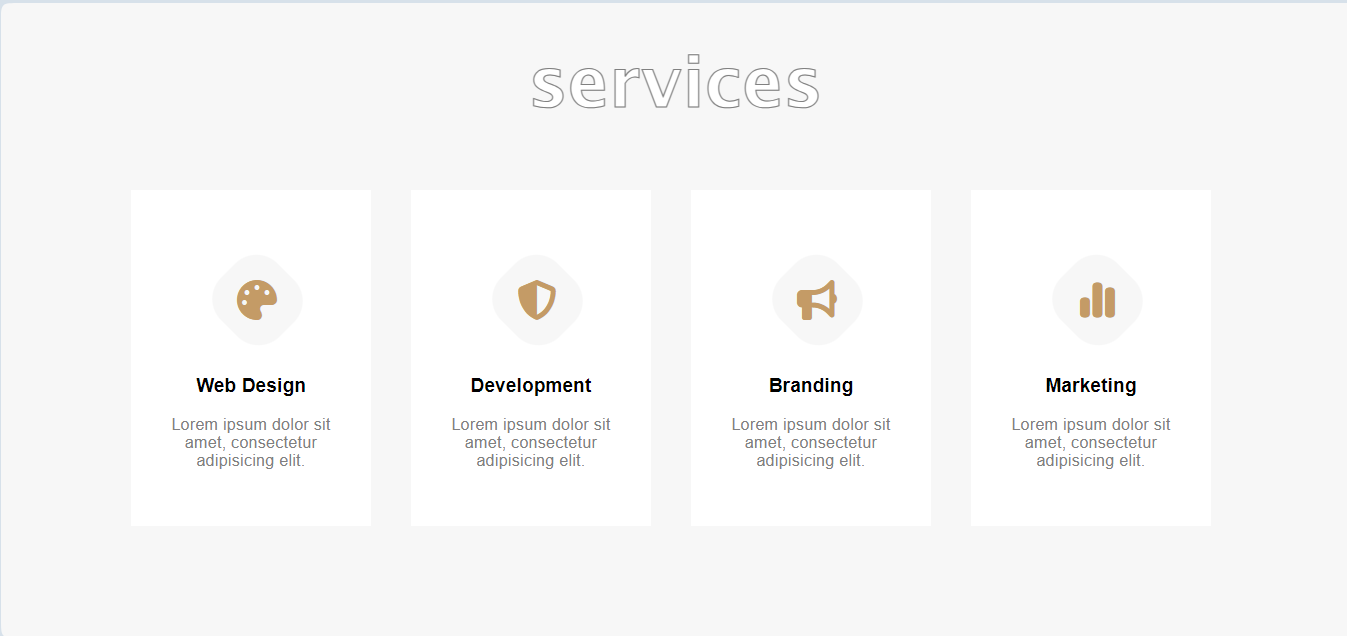 services
Web Design
Lorem ipsum dolor sit
amet, consectetur
adipisicing elit.
Development
Lorem ipsum dolor sit
amet, consectetur
adipisicing elit.
Branding
Lorem ipsum dolor sit
amet, consectetur
adipisicing elit.
Marketing
Lorem ipsum dolor sit
amet, consectetur
adipisicing elit.